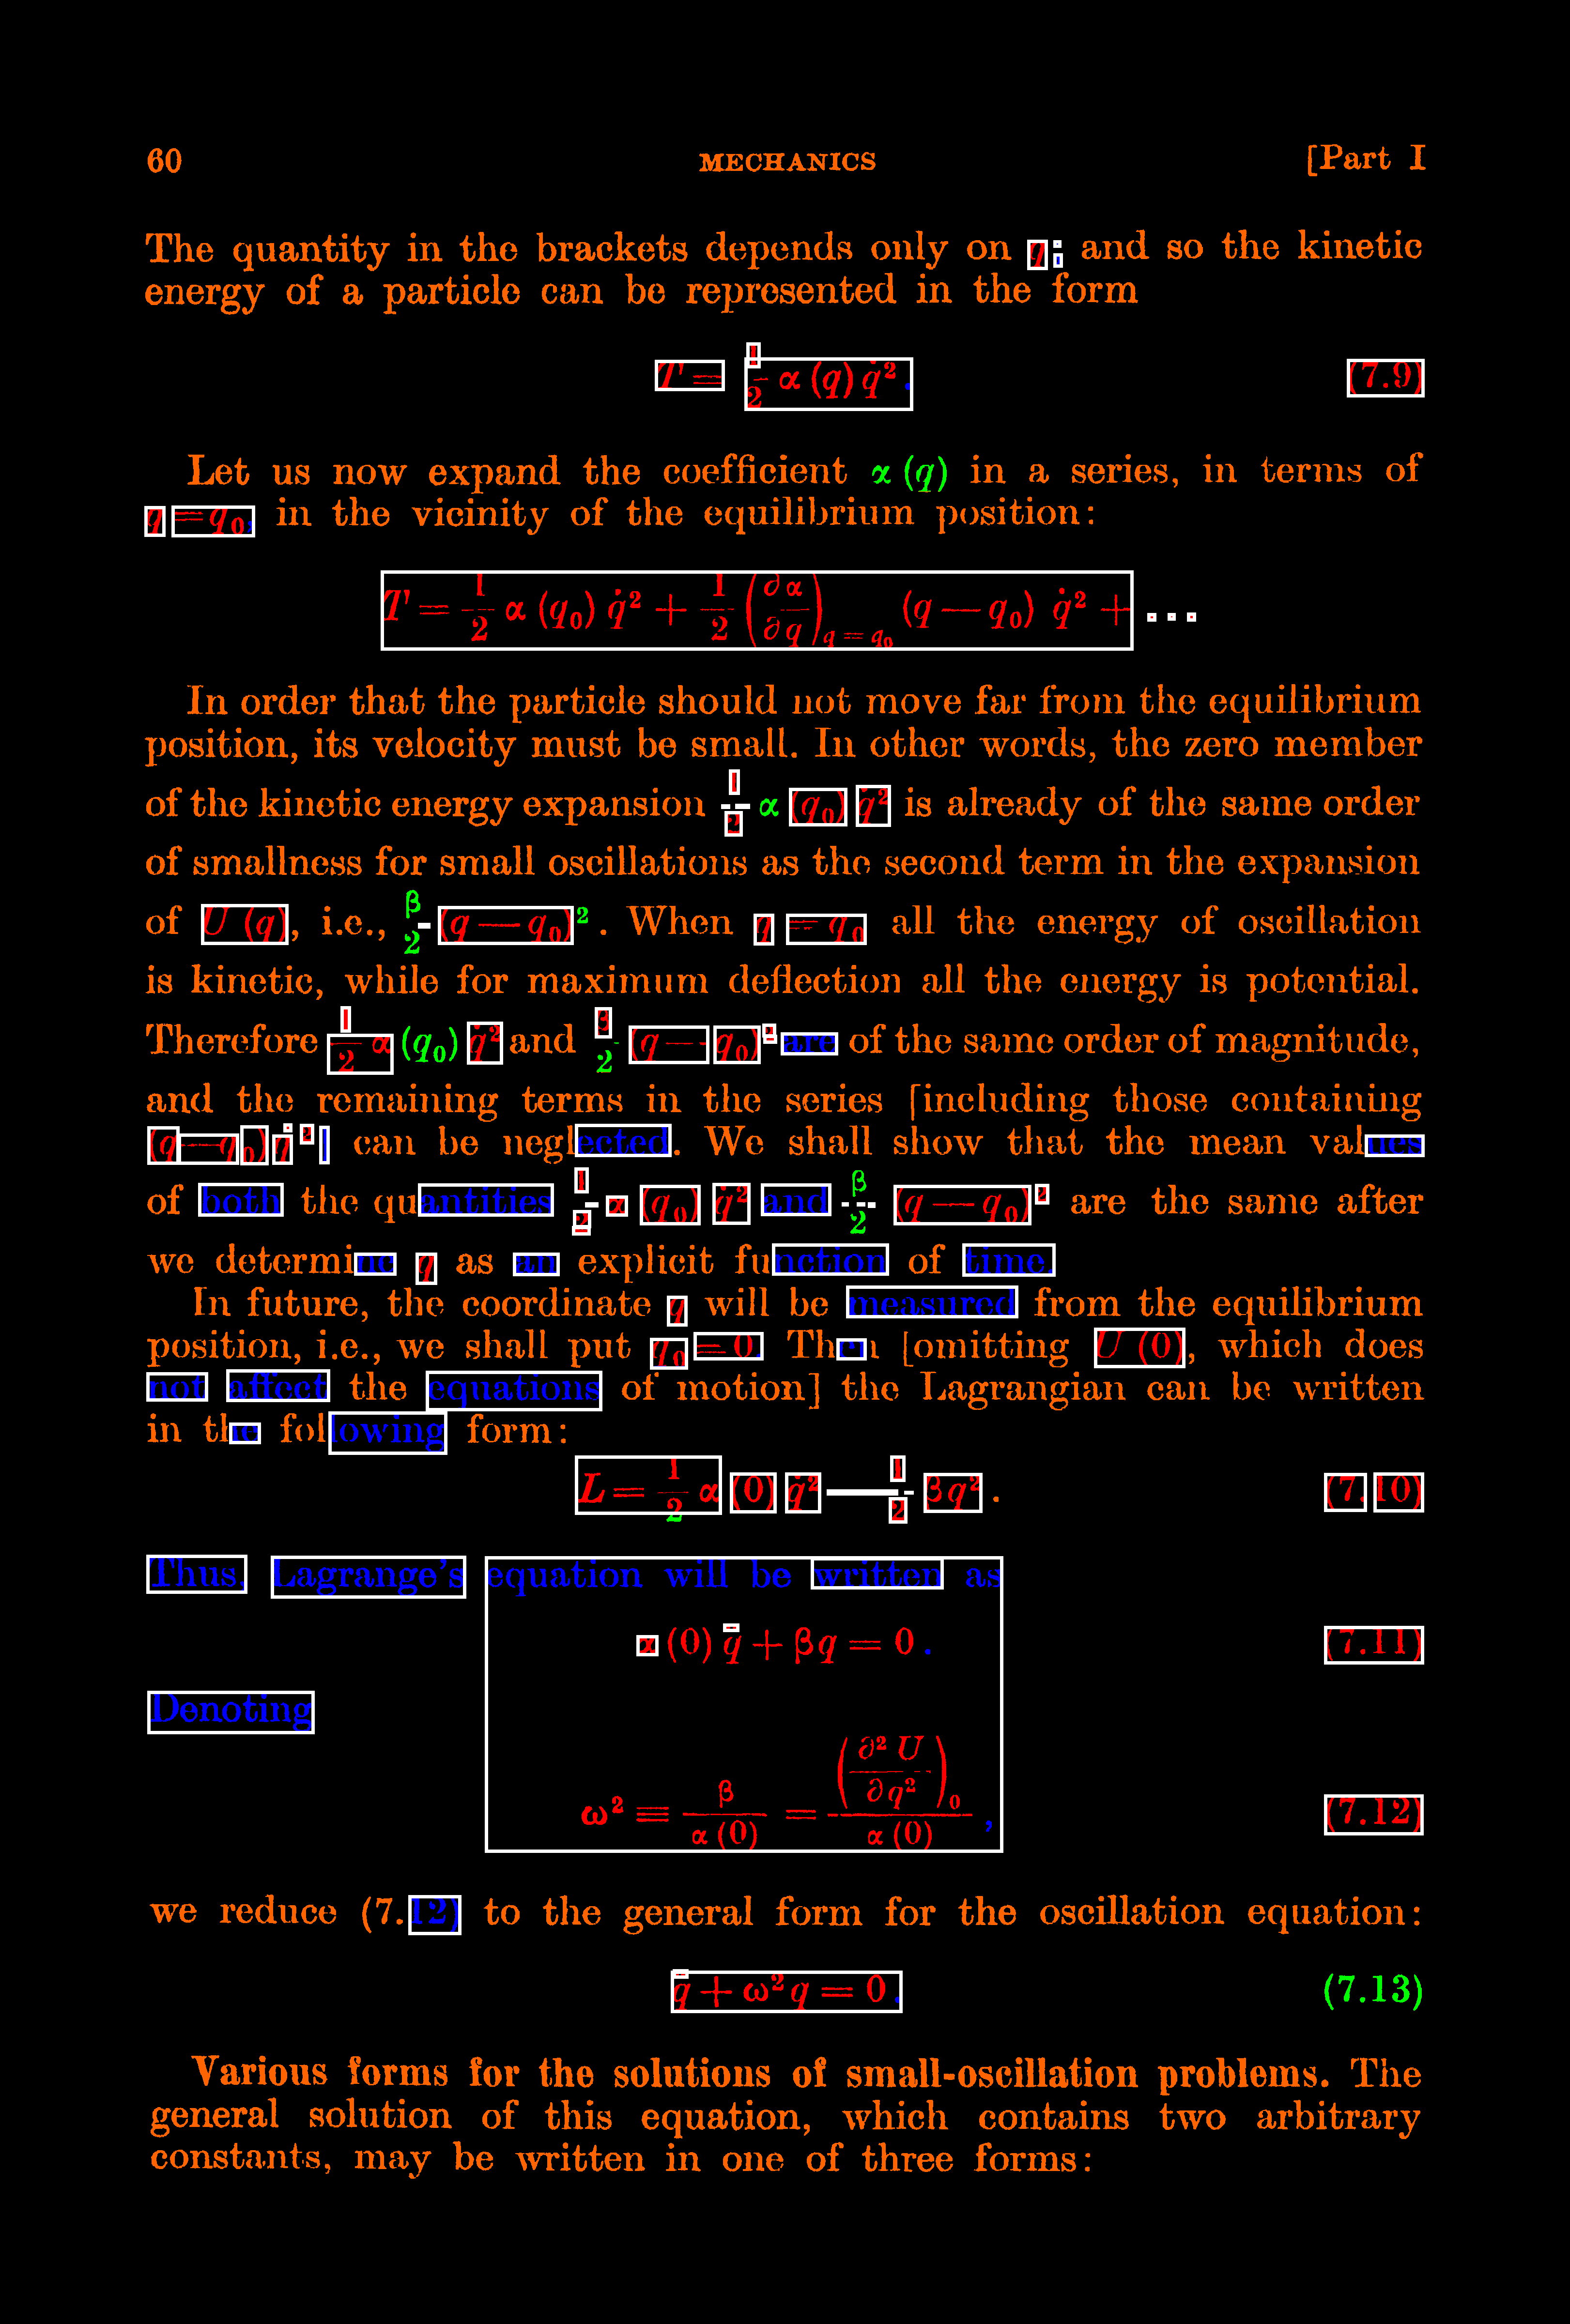 60 MECHANICS [Part I
The quantity in the brackets depends only on q; and so the kinetic
energy of a particle can be represented in the form
T = 1/2 α (q) q̇² . (7.9)
Let us now expand the coefficient α (q) in a series, in terms of
q = q₀, in the vicinity of the equilibrium position:
T = 1/2 α (q₀) q̇² + 1/2 (∂α/∂q)_{q = q₀} (q — q₀) q̇² + ...
In order that the particle should not move far from the equilibrium
position, its velocity must be small. In other words, the zero member
of the kinetic energy expansion 1/2 α (q₀) q̇² is already of the same order
of smallness for small oscillations as the second term in the expansion
of U (q), i.e., β/2 (q — q₀)² . When q = q₀ all the energy of oscillation
is kinetic, while for maximum deflection all the energy is potential.
Therefore 1/2 α (q₀) q̇² and β/2 (q — q₀)² are of the same order of magnitude,
and the remaining terms in the series [including those containing
(q—q₀) q̇²] can be neglected. We shall show that the mean values
of both the quantities 1/2 α (q₀) q̇² and β/2 (q — q₀)² are the same after
we determine q as an explicit function of time.
In future, the coordinate q will be measured from the equilibrium
position, i.e., we shall put q₀ = 0. Then [omitting U (0), which does
not affect the equations of motion] the Lagrangian can be written
in the following form:
L = 1/2 α (0) q̇² — 1/2 βq² . (7.10)
Thus, Lagrange's equation will be written as
α (0) q̈ + βq = 0 . (7.11)
Denoting
ω² ≡ β/α (0) = (∂² U/∂q²)₀/α (0) , (7.12)
we reduce (7.12) to the general form for the oscillation equation:
q̈ + ω² q = 0 . (7.13)
Various forms for the solutions of small-oscillation problems. The
general solution of this equation, which contains two arbitrary
constants, may be written in one of three forms: